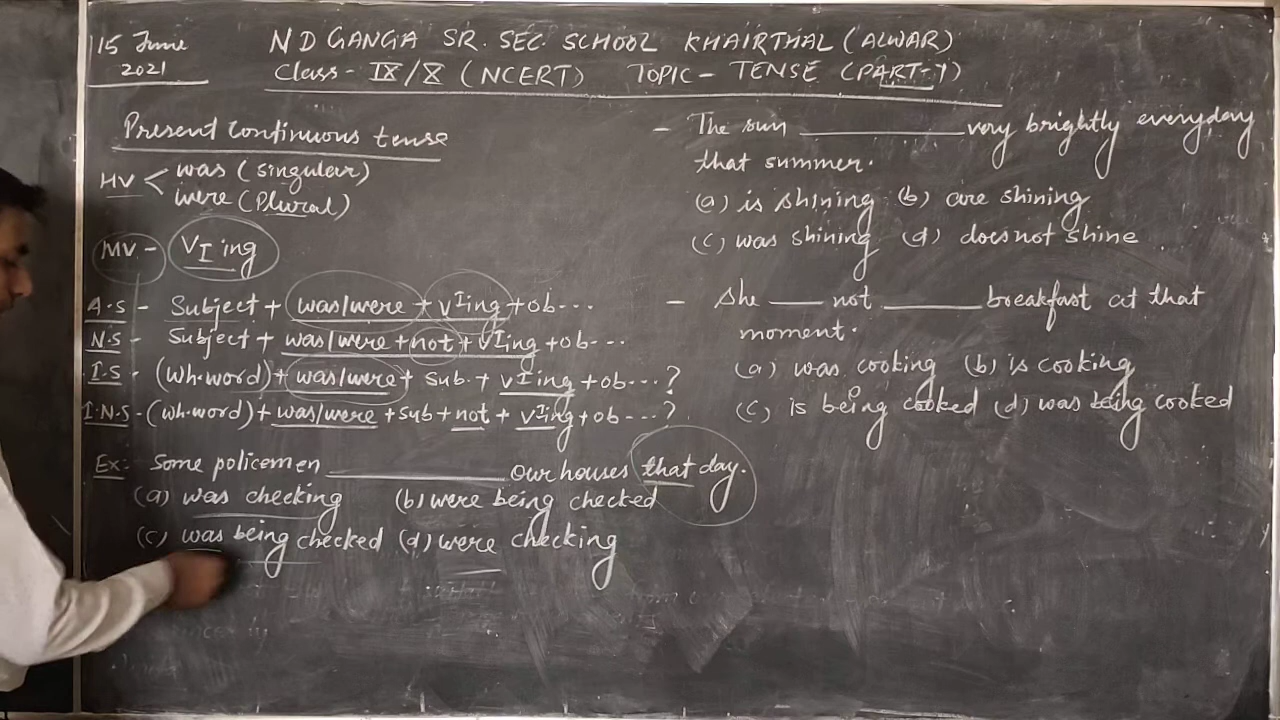 15 June
2021
N D GANGA SR. SEC. SCHOOL KHAIRTHAL (ALWAR)
Class - IX/X (NCERT) TOPIC - TENSE (PART-1)
Present continuous tense
HV < was (singular)
were (Plural)
MV - VI ing
A.S - Subject + was/were + vIing + ob...
N.S - Subject + was/were + not + vIing + ob...
I.S - (wh-word) + was/were + sub. + vIing + ob...?
I.N.S - (wh-word) + was/were + sub + not + vIing + ob...?
Ex: Some policemen ________ our houses that day.
(a) was checking (b) were being checked
(c) was being checked (d) were checking
- The sun ________ very brightly everyday
that summer.
(a) is shining (b) are shining
(c) was shining (d) does not shine
- She ____ not ______ breakfast at that
moment.
(a) was cooking (b) is cooking
(c) is being cooked (d) was being cooked